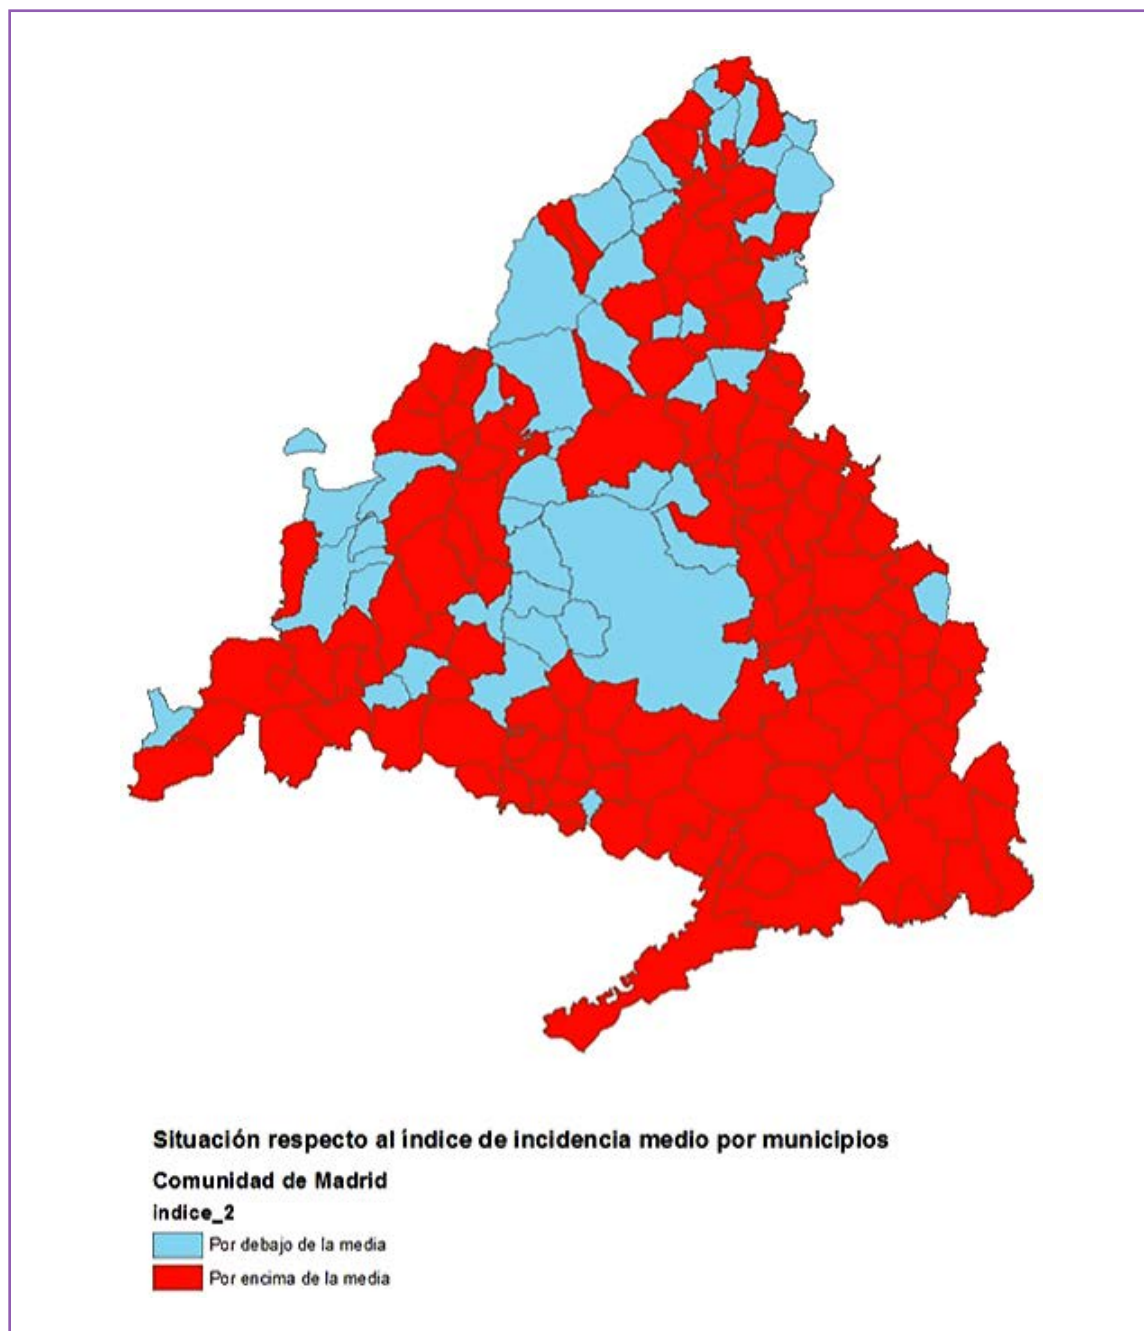 Situación respecto al índice de incidencia medio por municipios
Comunidad de Madrid
indice_2
Por debajo de la media
Por encima de la media